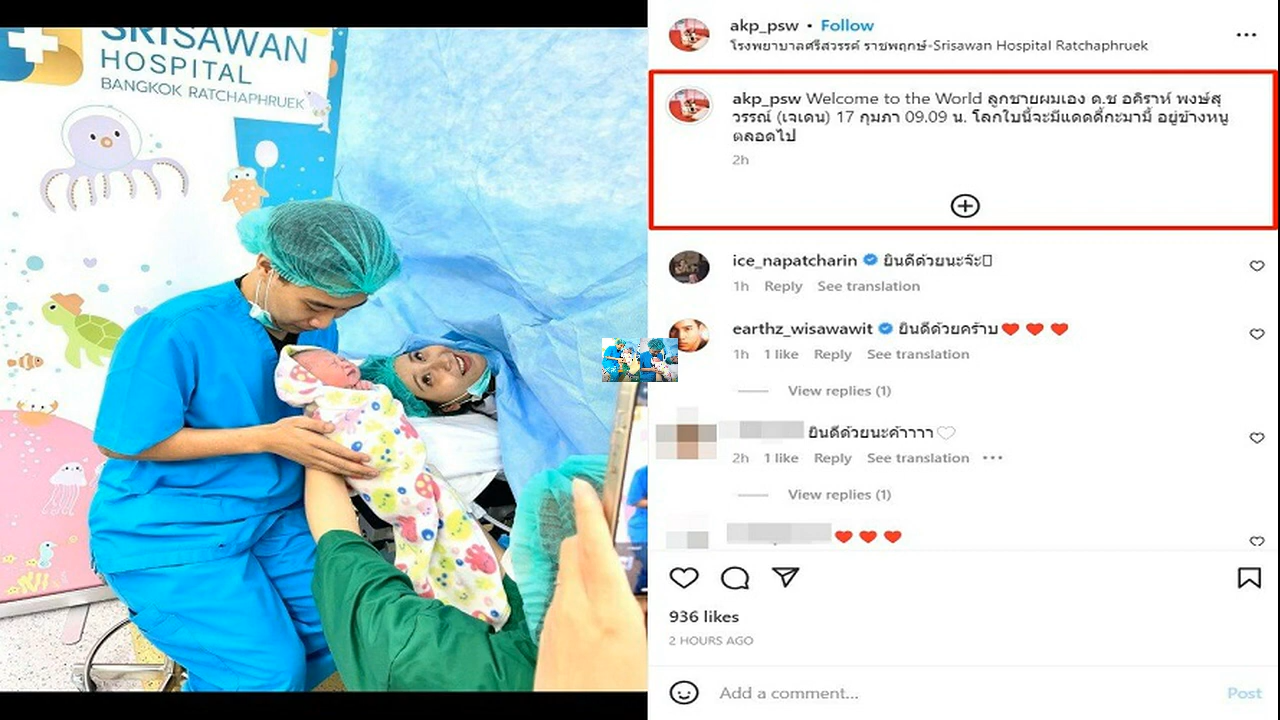 SRISAWAN
HOSPITAL
BANGKOK RATCHAPHRUEK
akp_psw • Follow
โรงพยาบาลศรีสวรรค์ ราชพฤกษ์-Srisawan Hospital Ratchaphruek
akp_psw Welcome to the World ลูกชายผมเอง ด.ช อคิราห์ พงษ์สุ
วรรณ์ (เจเดน) 17 กุมภา 09.09 น. โลกใบนี้จะมีแดดดี้กะมามี้ อยู่ข้างหนู
ตลอดไป
2h
ice_napatcharin ยินดีด้วยนะจ๊ะ
1h Reply See translation
earthz_wisawawit ยินดีด้วยคร้าบ
1h 1 like Reply See translation
View replies (1)
ยินดีด้วยนะค้าาาา
2h 1 like Reply See translation
View replies (1)
936 likes
2 HOURS AGO
Add a comment... Post